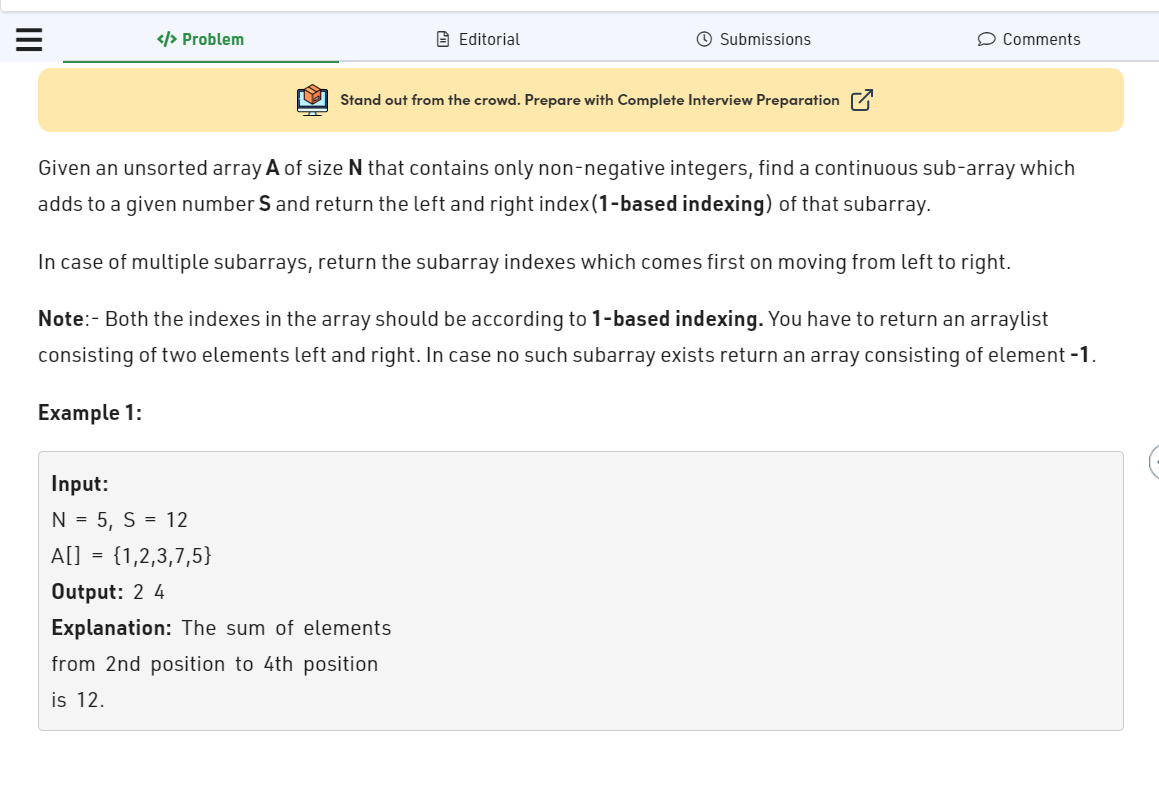 </> Problem
Editorial
Submissions
Comments
Stand out from the crowd. Prepare with Complete Interview Preparation
Given an unsorted array A of size N that contains only non-negative integers, find a continuous sub-array which
adds to a given number S and return the left and right index(1-based indexing) of that subarray.
In case of multiple subarrays, return the subarray indexes which comes first on moving from left to right.
Note:- Both the indexes in the array should be according to 1-based indexing. You have to return an arraylist
consisting of two elements left and right. In case no such subarray exists return an array consisting of element -1.
Example 1:
Input:
N = 5, S = 12
A[] = {1,2,3,7,5}
Output: 2 4
Explanation: The sum of elements
from 2nd position to 4th position
is 12.